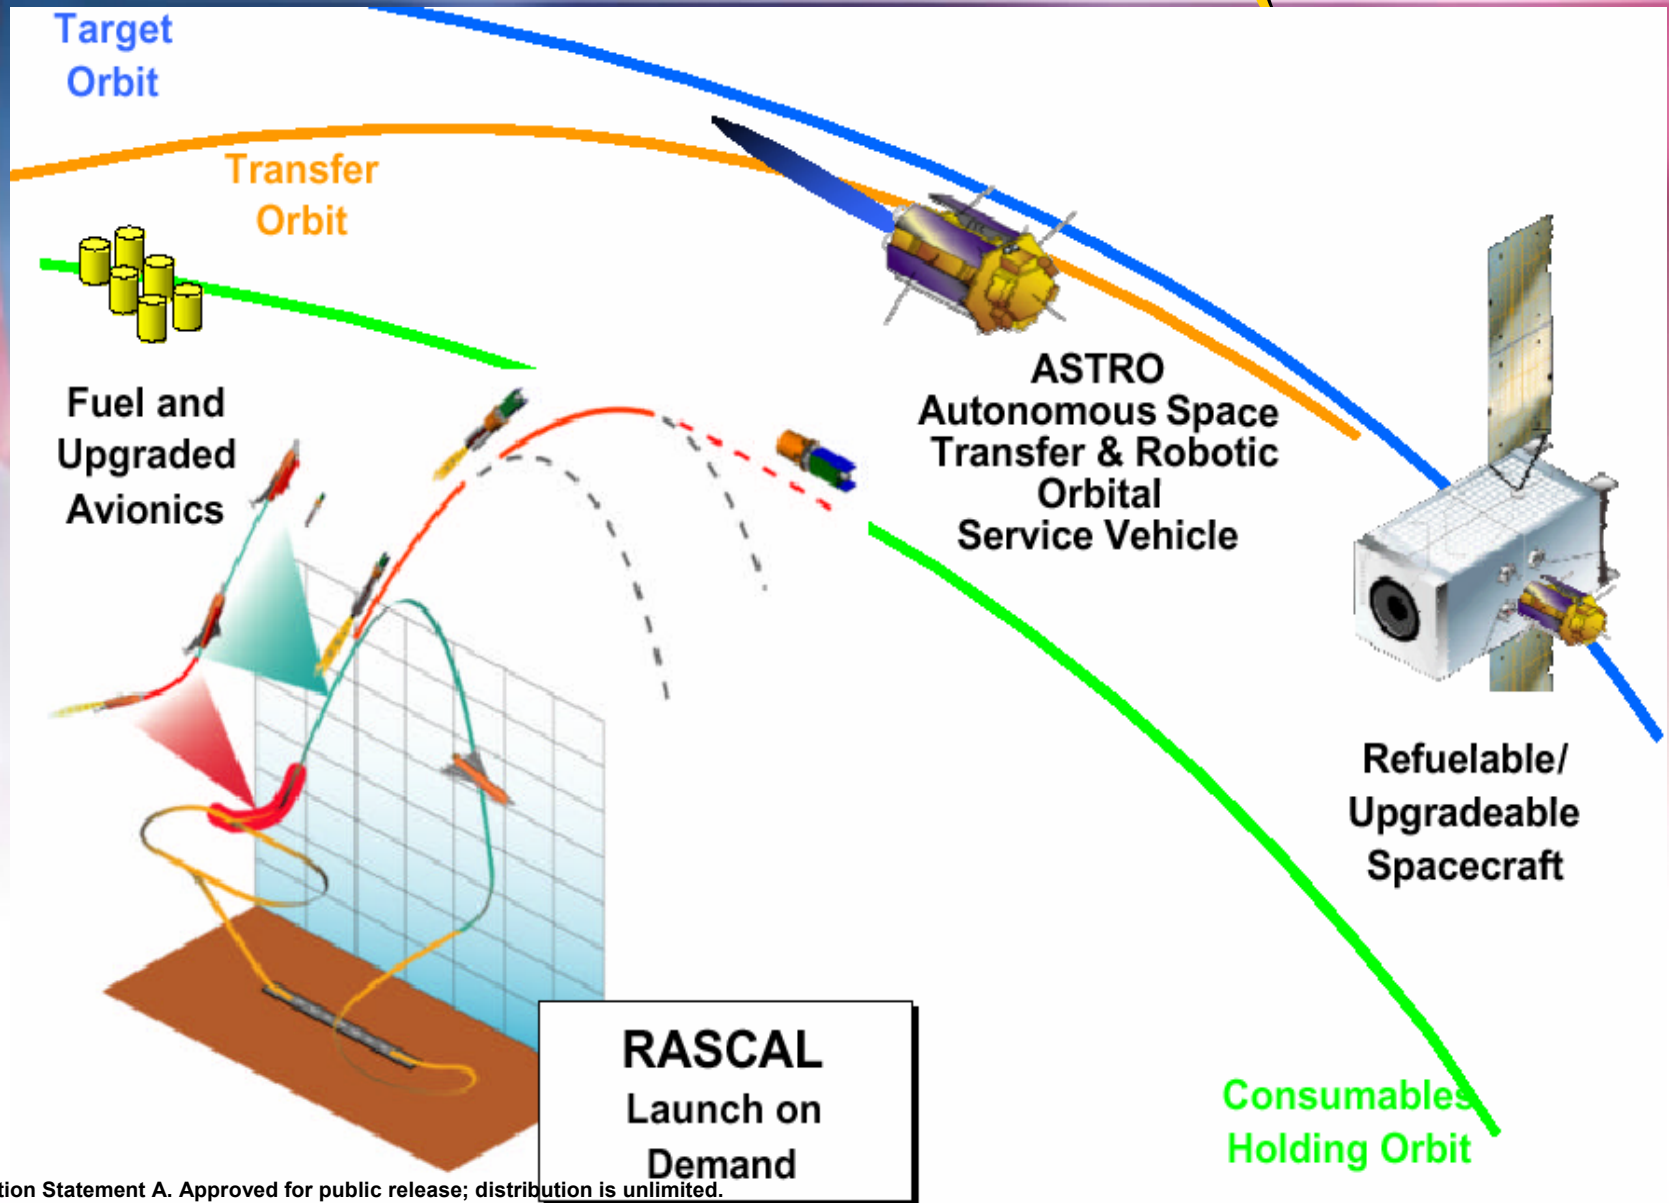 Target
Orbit
Transfer
Orbit
Fuel and
Upgraded
Avionics
ASTRO
Autonomous Space
Transfer & Robotic
Orbital
Service Vehicle
Refuelable/
Upgradeable
Spacecraft
RASCAL
Launch on
Demand
Consumables
Holding Orbit
tion Statement A. Approved for public release; distribution is unlimited.